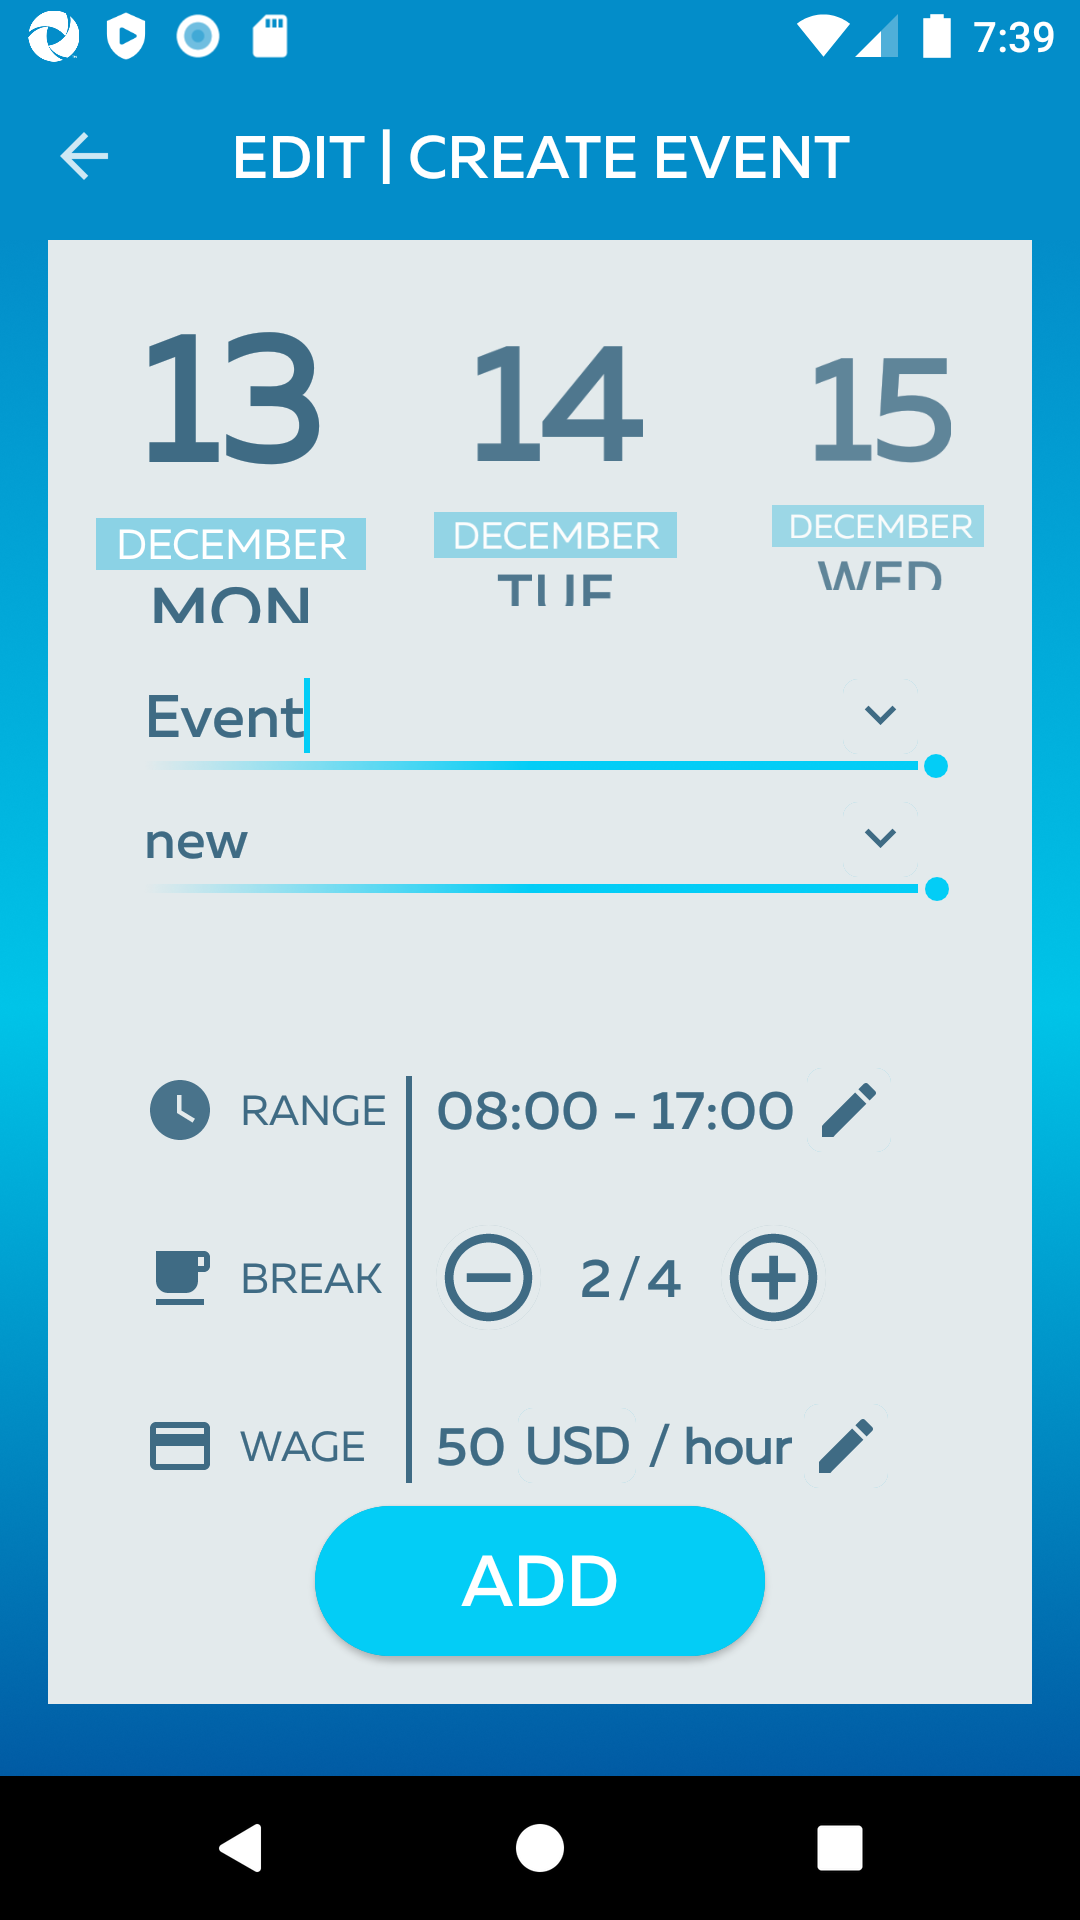 7:39
EDIT | CREATE EVENT
13 14 15
DECEMBER DECEMBER DECEMBER
MON TUE WED
Event
new
RANGE 08:00 - 17:00
BREAK 2/4
WAGE 50 USD / hour
ADD